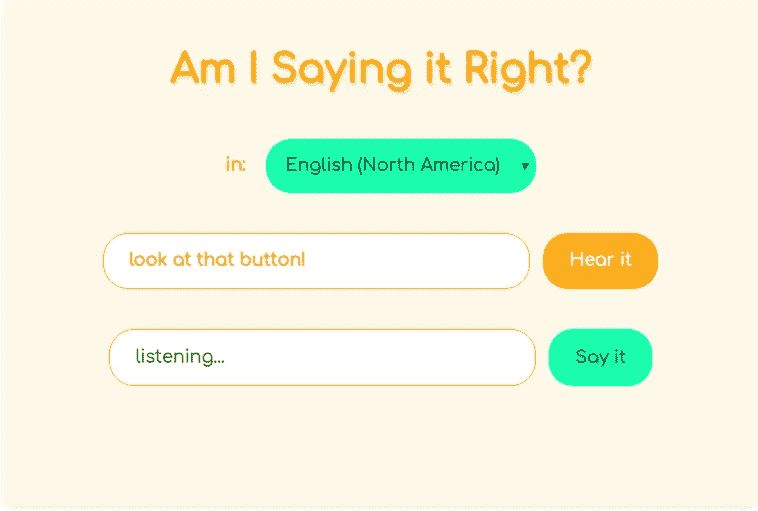 Am I Saying it Right?
in: English (North America)
look at that button! Hear it
listening... Say it